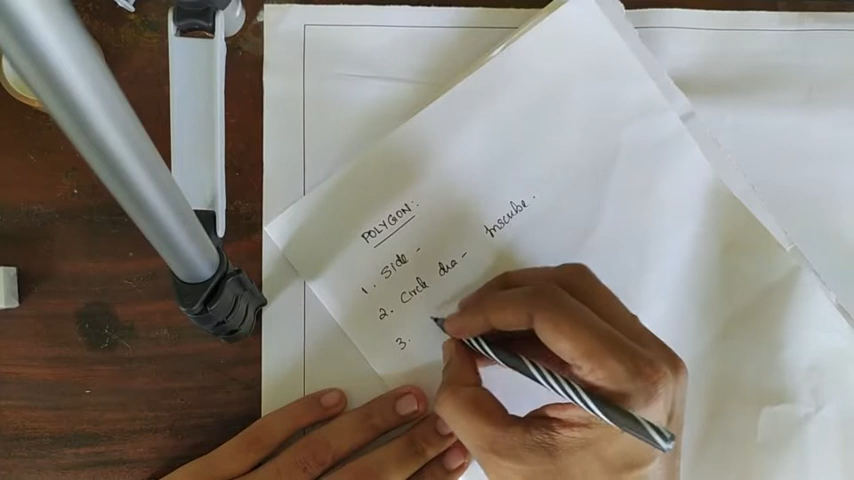 POLYGON:
1. Side -
2. Circle dia - Inscribe.
3.